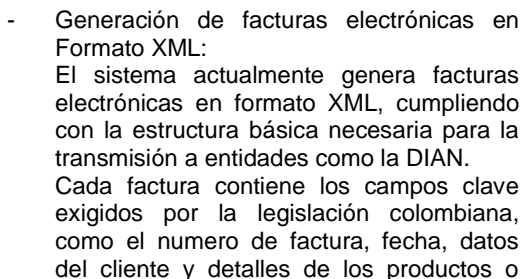 - Generación de facturas electrónicas en
Formato XML:
El sistema actualmente genera facturas
electrónicas en formato XML, cumpliendo
con la estructura básica necesaria para la
transmisión a entidades como la DIAN.
Cada factura contiene los campos clave
exigidos por la legislación colombiana,
como el numero de factura, fecha, datos
del cliente y detalles de los productos o